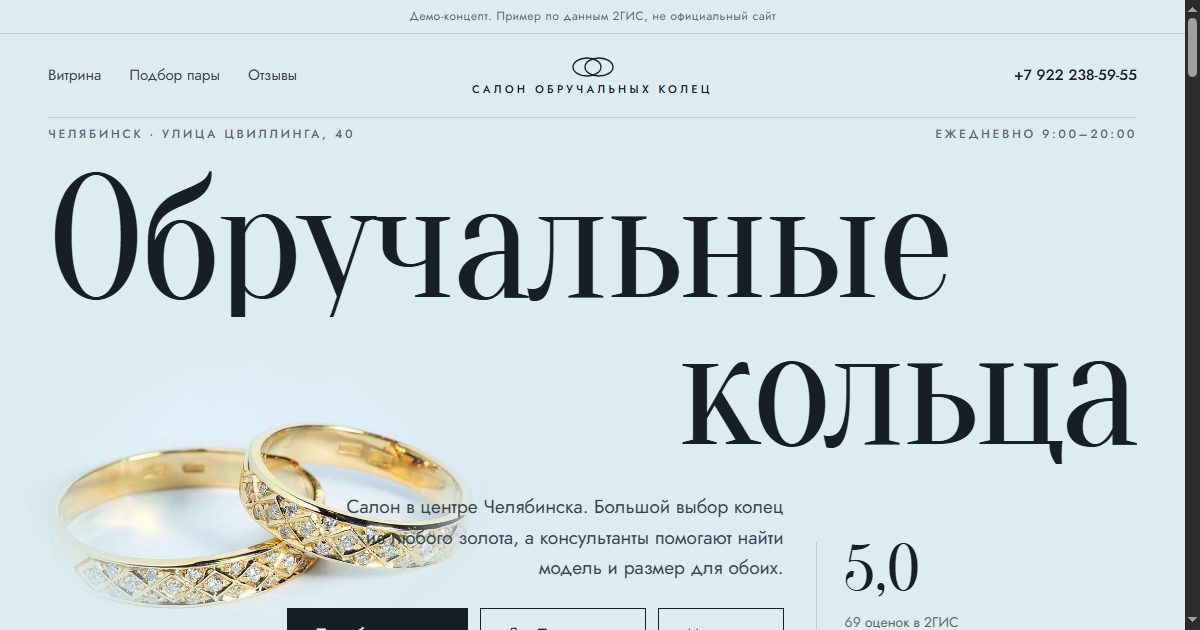 Демо-концепт. Пример по данным 2ГИС, не официальный сайт
Витрина
Подбор пары
Отзывы
САЛОН ОБРУЧАЛЬНЫХ КОЛЕЦ
+7 922 238-59-55
ЧЕЛЯБИНСК · УЛИЦА ЦВИЛЛИНГА, 40
ЕЖЕДНЕВНО 9:00–20:00
Обручальные
кольца
Салон в центре Челябинска. Большой выбор колец
из любого золота, а консультанты помогают найти
модель и размер для обоих.
5,0
69 оценок в 2ГИС